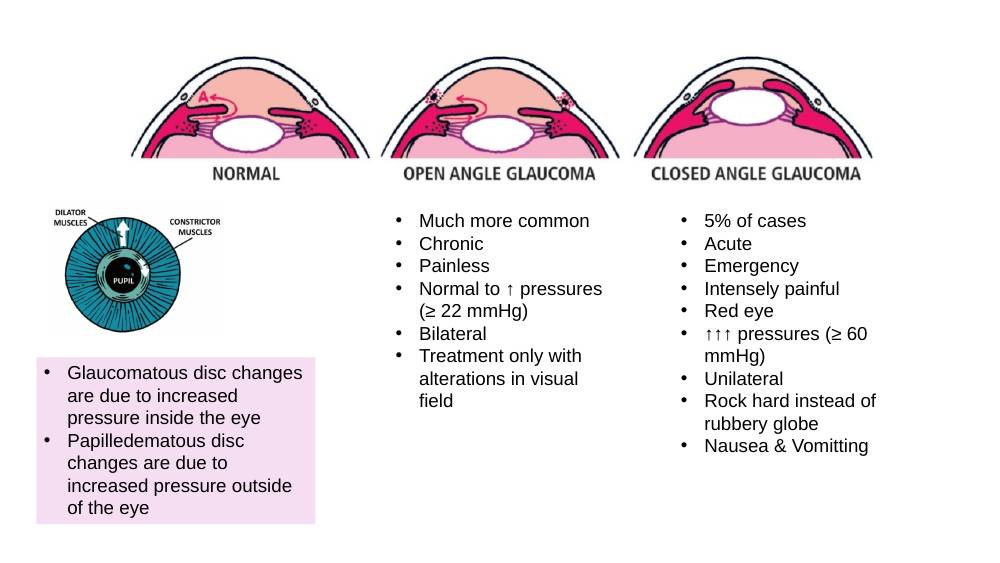 A
NORMAL
OPEN ANGLE GLAUCOMA
CLOSED ANGLE GLAUCOMA
DILATOR
MUSCLES
CONSTRICTOR
MUSCLES
PUPIL
• Glaucomatous disc changes
are due to increased
pressure inside the eye
• Papilledematous disc
changes are due to
increased pressure outside
of the eye
• Much more common
• Chronic
• Painless
• Normal to ↑ pressures
(≥ 22 mmHg)
• Bilateral
• Treatment only with
alterations in visual
field
• 5% of cases
• Acute
• Emergency
• Intensely painful
• Red eye
• ↑↑↑ pressures (≥ 60
mmHg)
• Unilateral
• Rock hard instead of
rubbery globe
• Nausea & Vomitting